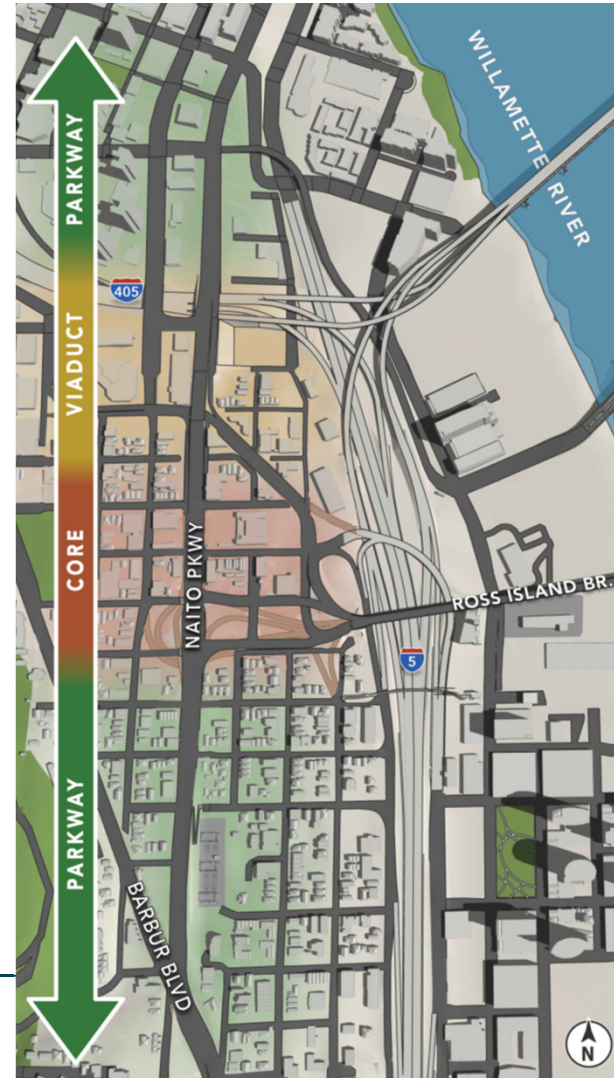 PARKWAY
VIADUCT
CORE
PARKWAY
405
WILLAMETTE RIVER
NAITO PKWY
ROSS ISLAND BR.
5
BARBUR BLVD
N